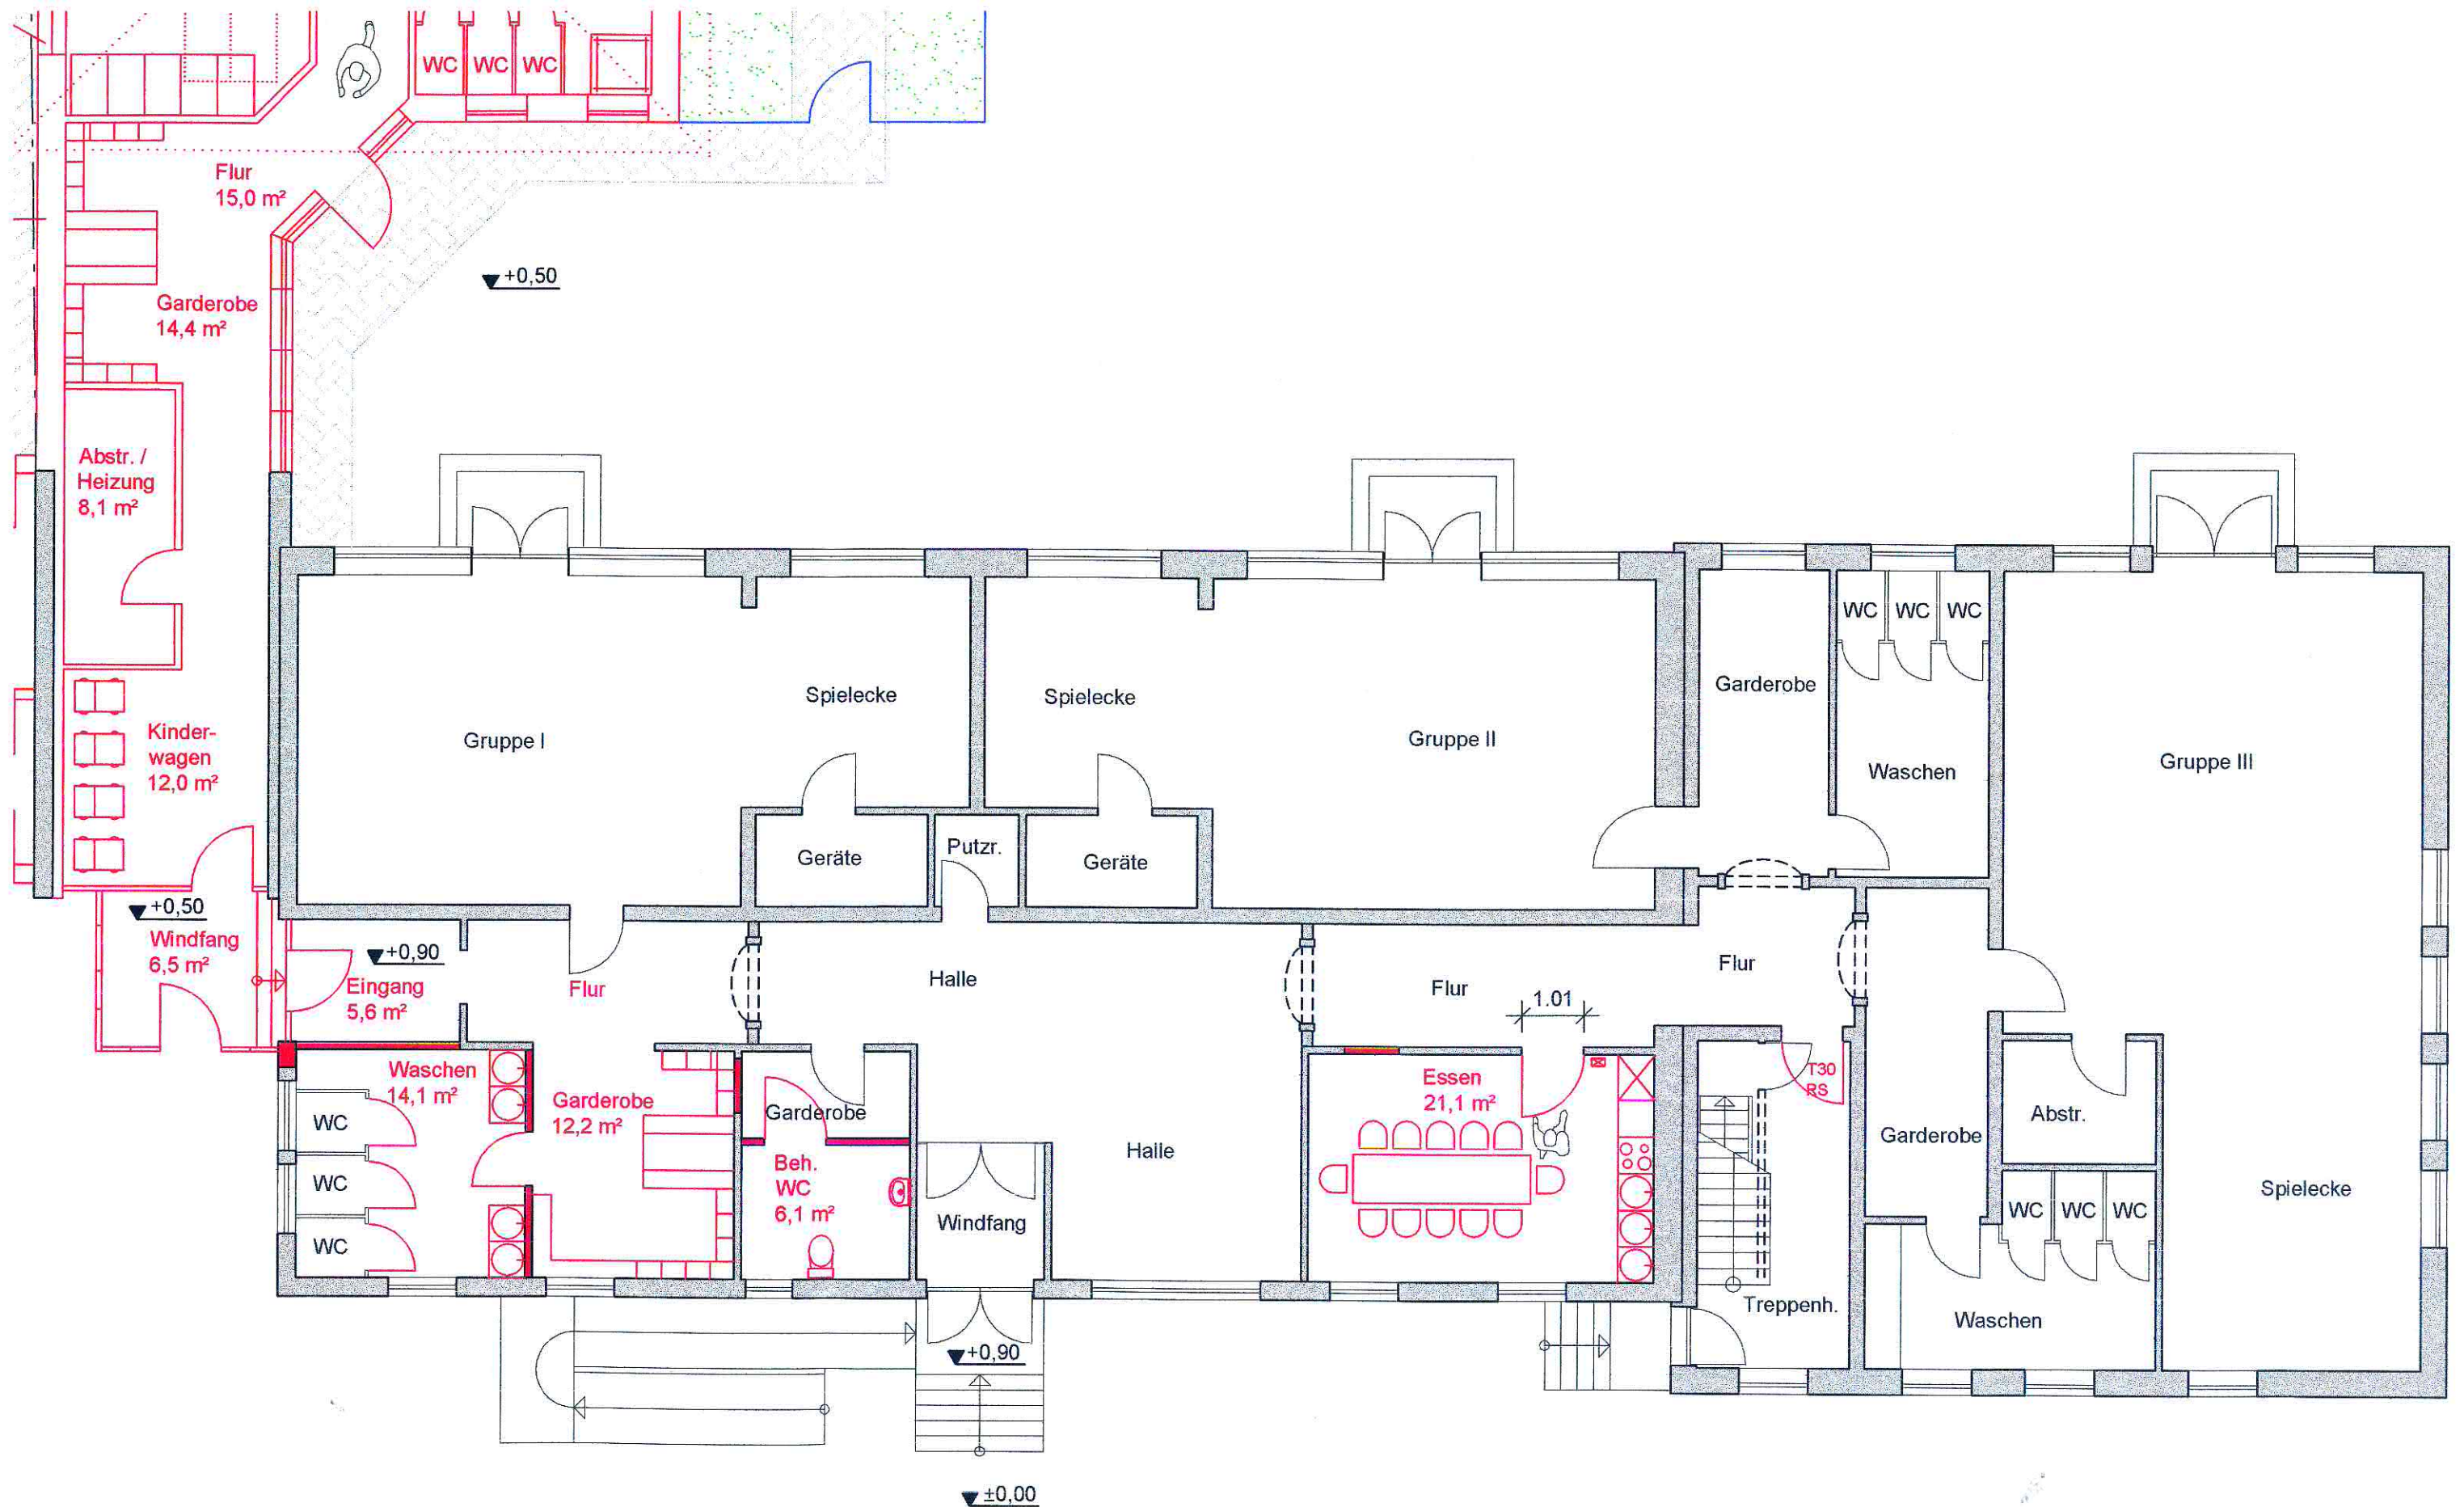 WC WC WC
Flur
15,0 m²
+0,50
Garderobe
14,4 m²
Abstr. /
Heizung
8,1 m²
Kinder-
wagen
12,0 m²
+0,50
Windfang
6,5 m²
+0,90
Eingang
5,6 m²
Flur
Gruppe I
Spielecke
Spielecke
Gruppe II
Geräte
Putzr.
Geräte
Garderobe
WC WC WC
Waschen
Gruppe III
Halle
Flur
1.01
Flur
Waschen
14,1 m²
WC
WC
WC
Garderobe
12,2 m²
Garderobe
Beh.
WC
6,1 m²
Windfang
Halle
Essen
21,1 m²
T30
RS
Treppenh.
Garderobe
Abstr.
WC WC WC
Waschen
Spielecke
+0,90
±0,00